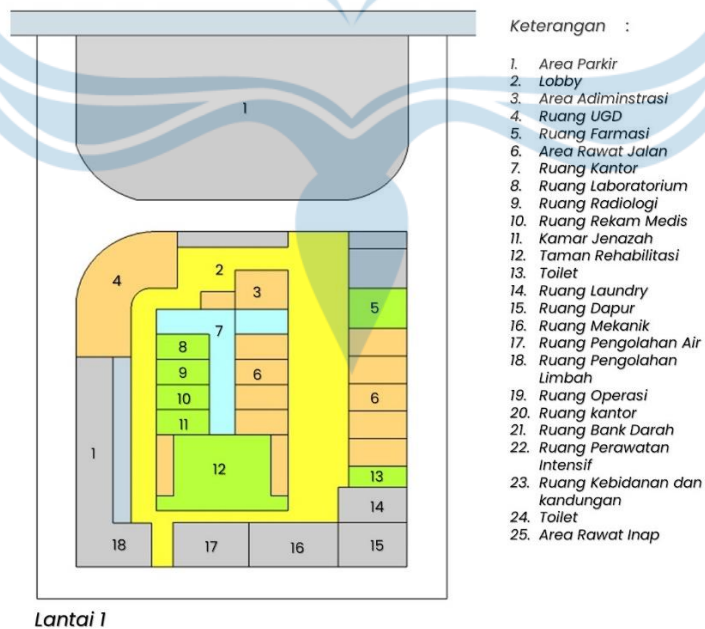 Keterangan :
1. Area Parkir
2. Lobby
3. Area Adiminstrasi
4. Ruang UGD
5. Ruang Farmasi
6. Area Rawat Jalan
7. Ruang Kantor
8. Ruang Laboratorium
9. Ruang Radiologi
10. Ruang Rekam Medis
11. Kamar Jenazah
12. Taman Rehabilitasi
13. Toilet
14. Ruang Laundry
15. Ruang Dapur
16. Ruang Mekanik
17. Ruang Pengolahan Air
18. Ruang Pengolahan
Limbah
19. Ruang Operasi
20. Ruang kantor
21. Ruang Bank Darah
22. Ruang Perawatan
Intensif
23. Ruang Kebidanan dan
kandungan
24. Toilet
25. Area Rawat Inap
1
2
4
3
5
7
8
9
6
6
10
11
1
12
13
14
18
17
16
15
Lantai 1